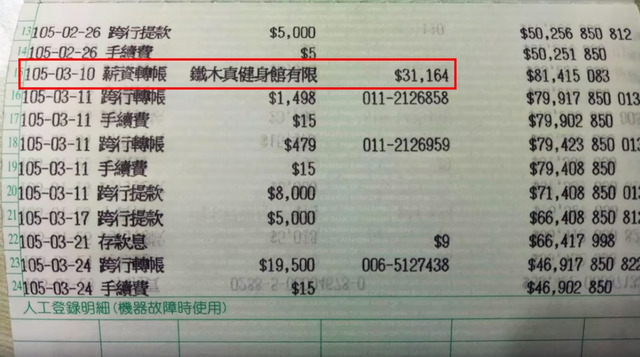 13 105-02-26 跨行提款 $5,000 $50,256 850 812
14 105-02-26 手續費 $5 $50,251 850
15 105-03-10 薪資轉帳 鐵木真健身館有限 $31,164 $81,415 083
16 105-03-11 跨行轉帳 $1,498 011-2126858 $79,917 850 013
17 105-03-11 手續費 $15 $79,902 850
18 105-03-11 跨行轉帳 $479 011-2126959 $79,423 850 013
19 105-03-11 手續費 $15 $79,408 850
20 105-03-11 跨行提款 $8,000 $71,408 850 013
21 105-03-17 跨行提款 $5,000 $66,408 850 812
22 105-03-21 存款息 $9 $66,417 998
23 105-03-24 跨行轉帳 $19,500 006-5127438 $46,917 850 822
24 105-03-24 手續費 $15 $46,902 850
人工登錄明細(機器故障時使用)